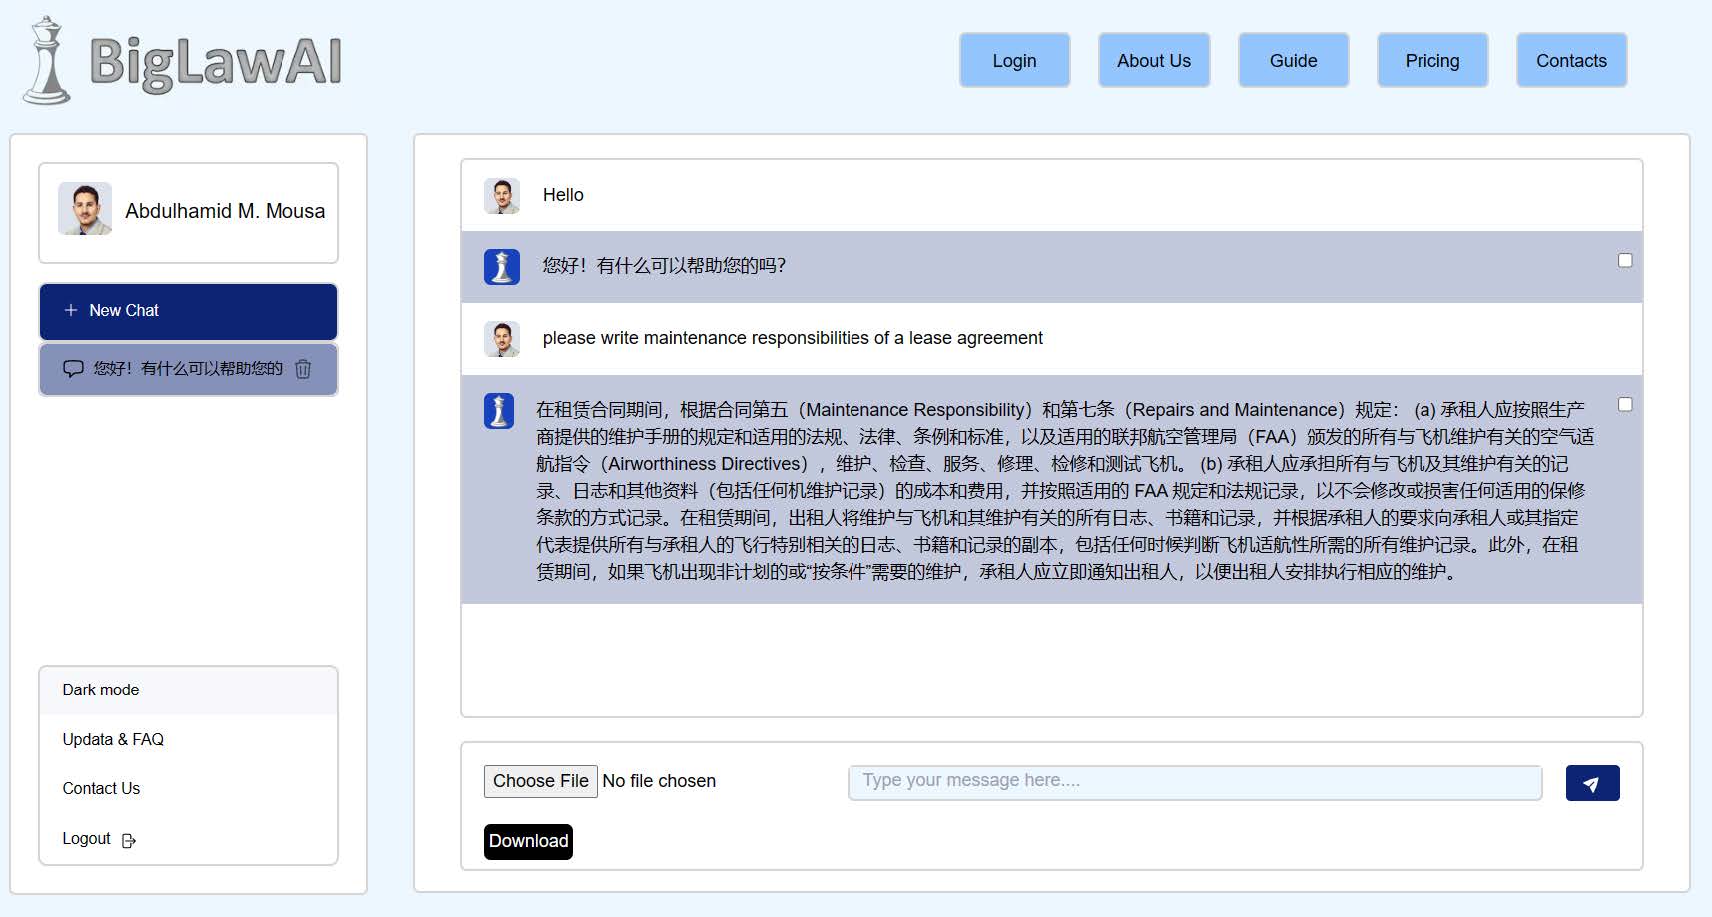 BigLawAI
Login
About Us
Guide
Pricing
Contacts
Abdulhamid M. Mousa
New Chat
您好！有什么可以帮助您的
Dark mode
Updata & FAQ
Contact Us
Logout
Hello
您好！有什么可以帮助您的吗？
please write maintenance responsibilities of a lease agreement
在租赁合同期间，根据合同第五（Maintenance Responsibility）和第七条（Repairs and Maintenance）规定： (a) 承租人应按照生产
商提供的维护手册的规定和适用的法规、法律、条例和标准，以及适用的联邦航空管理局（FAA）颁发的所有与飞机维护有关的空气适
航指令（Airworthiness Directives），维护、检查、服务、修理、检修和测试飞机。 (b) 承租人应承担所有与飞机及其维护有关的记
录、日志和其他资料（包括任何机维护记录）的成本和费用，并按照适用的 FAA 规定和法规记录，以不会修改或损害任何适用的保修
条款的方式记录。在租赁期间，出租人将维护与飞机和其维护有关的所有日志、书籍和记录，并根据承租人的要求向承租人或其指定
代表提供所有与承租人的飞行特别相关的日志、书籍和记录的副本，包括任何时候判断飞机适航性所需的所有维护记录。此外，在租
赁期间，如果飞机出现非计划的或“按条件”需要的维护，承租人应立即通知出租人，以便出租人安排执行相应的维护。
Choose File No file chosen
Type your message here....
Download